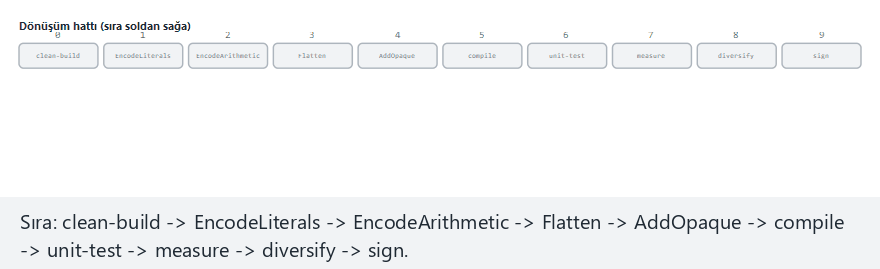 Dönüşüm hattı (sıra soldan sağa)
0 1 2 3 4 5 6 7 8 9
clean-build EncodeLiterals EncodeArithmetic Flatten AddOpaque compile unit-test measure diversify sign
Sıra: clean-build -> EncodeLiterals -> EncodeArithmetic -> Flatten -> AddOpaque -> compile
-> unit-test -> measure -> diversify -> sign.